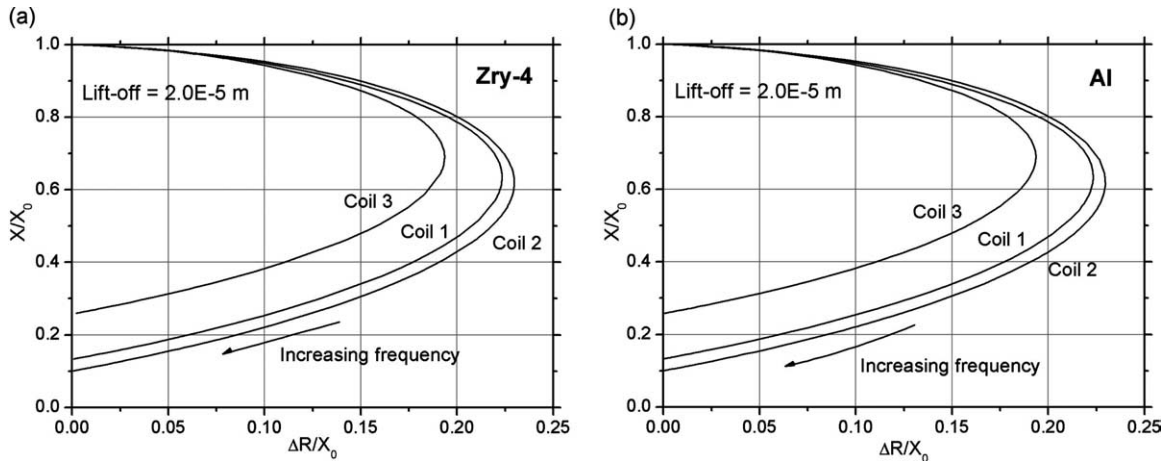 (a)
Zry-4
Lift-off = 2.0E-5 m
Coil 3
Coil 1
Coil 2
Increasing frequency
X/X₀
1.0
0.8
0.6
0.4
0.2
0.0
0.00 0.05 0.10 0.15 0.20 0.25
ΔR/X₀
(b)
Al
Lift-off = 2.0E-5 m
Coil 3
Coil 1
Coil 2
Increasing frequency
X/X₀
1.0
0.8
0.6
0.4
0.2
0.0
0.00 0.05 0.10 0.15 0.20 0.25
ΔR/X₀